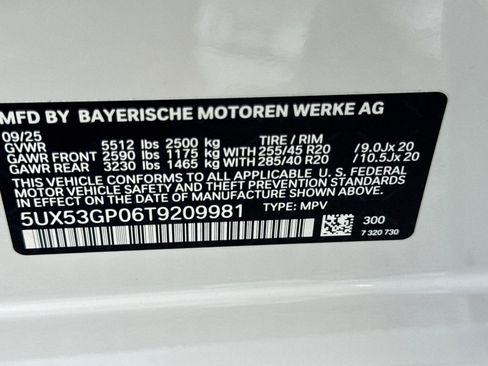 MFD BY BAYERISCHE MOTOREN WERKE AG
09/25 TIRE / RIM
GVWR 5512 lbs 2500 kg
GAWR FRONT 2590 lbs 1175 kg WITH 255/45 R20 /9.0Jx 20
GAWR REAR 3230 lbs 1465 kg WITH 285/40 R20 /10.5Jx 20
THIS VEHICLE CONFORMS TO ALL APPLICABLE U. S. FEDERAL
MOTOR VEHICLE SAFETY STANDARDS
IN EFFECT ON THE DATE OF MANUFACTURE SHOWN ABOVE.
5UX53GP06T9209981 TYPE: MPV
300
7 320 730